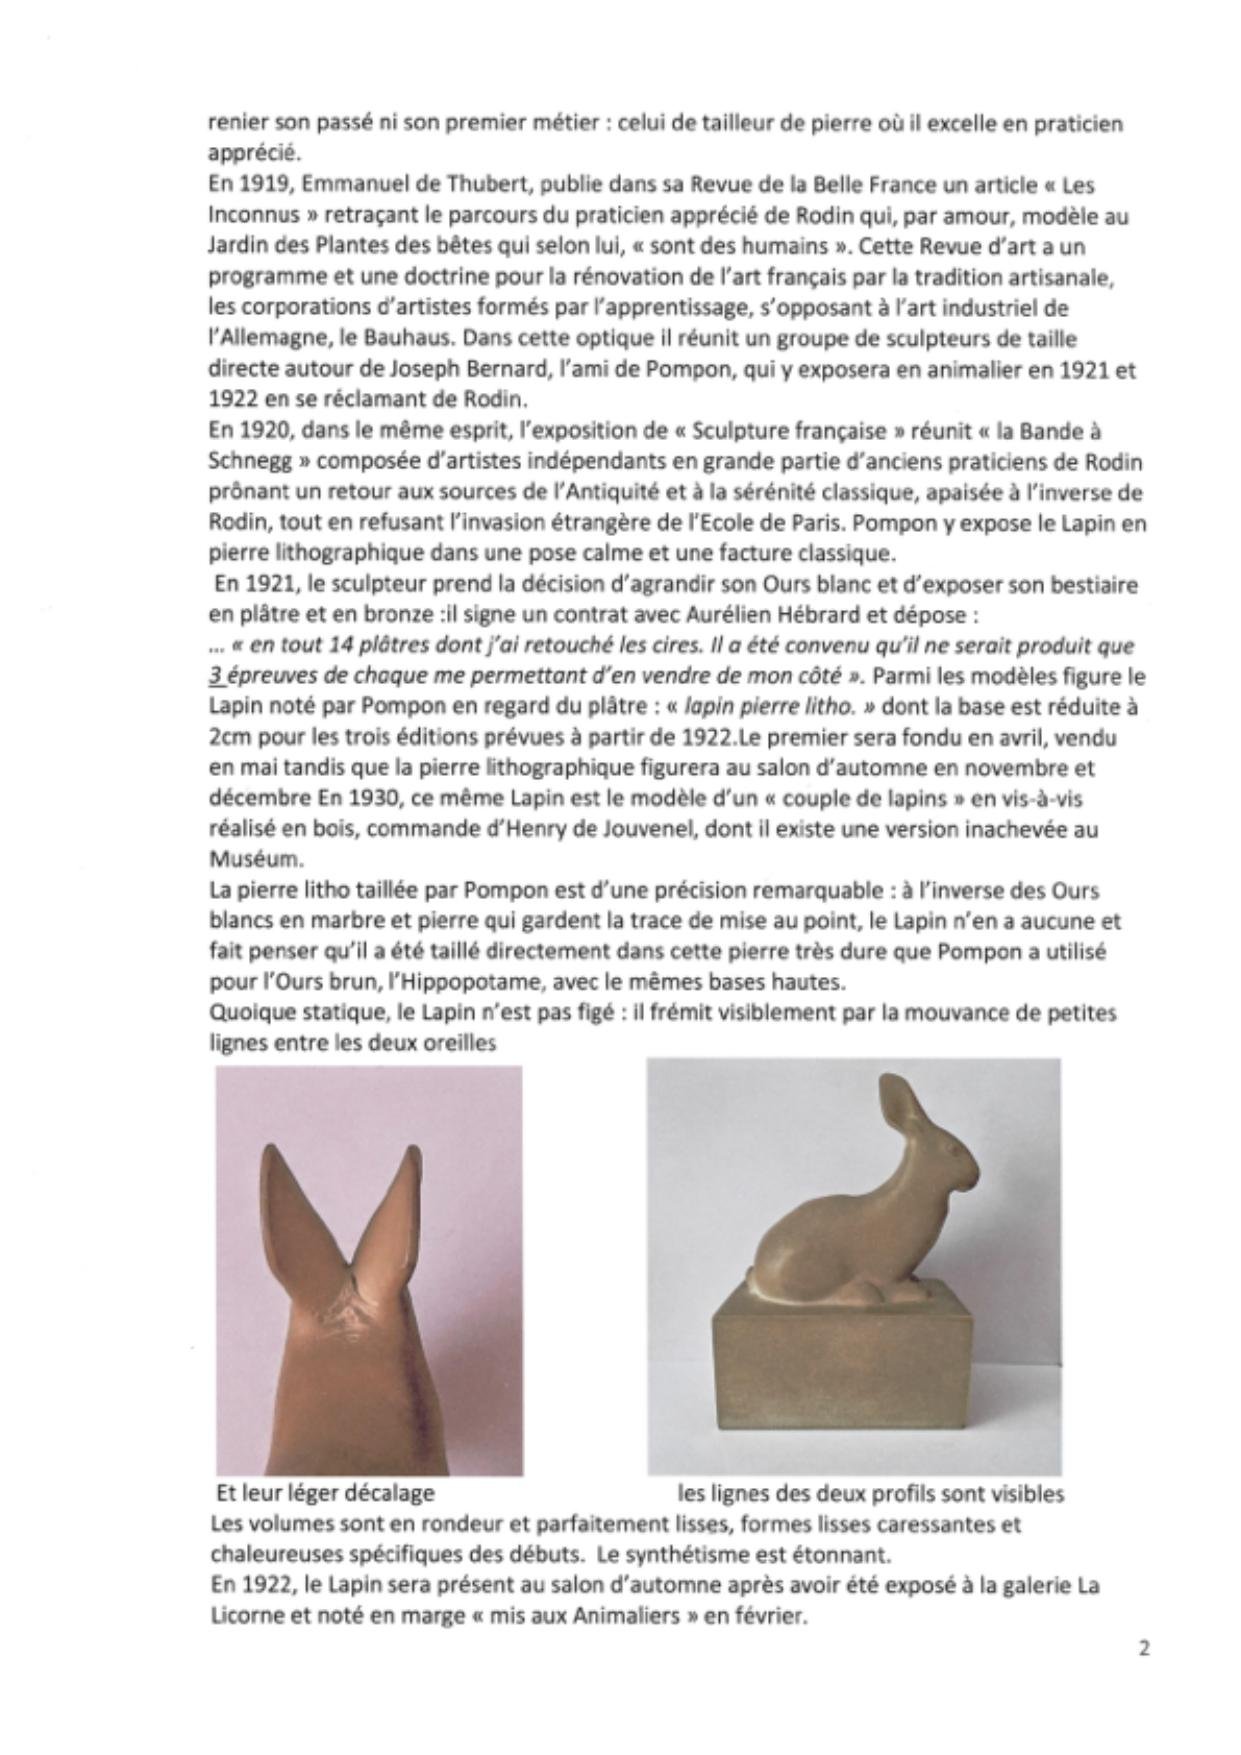 renier son passé ni son premier métier : celui de tailleur de pierre où il excelle en praticien
apprécié.
En 1919, Emmanuel de Thubert, publie dans sa Revue de la Belle France un article « Les
Inconnus » retraçant le parcours du praticien apprécié de Rodin qui, par amour, modèle au
Jardin des Plantes des bêtes qui selon lui, « sont des humains ». Cette Revue d'art a un
programme et une doctrine pour la rénovation de l'art français par la tradition artisanale,
les corporations d'artistes formés par l'apprentissage, s'opposant à l'art industriel de
l'Allemagne, le Bauhaus. Dans cette optique il réunit un groupe de sculpteurs de taille
directe autour de Joseph Bernard, l'ami de Pompon, qui y exposera en animalier en 1921 et
1922 en se réclamant de Rodin.
En 1920, dans le même esprit, l'exposition de « Sculpture française » réunit « la Bande à
Schnegg » composée d'artistes indépendants en grande partie d'anciens praticiens de Rodin
prônant un retour aux sources de l'Antiquité et à la sérénité classique, apaisée à l'inverse de
Rodin, tout en refusant l'invasion étrangère de l'Ecole de Paris. Pompon y expose le Lapin en
pierre lithographique dans une pose calme et une facture classique.
En 1921, le sculpteur prend la décision d'agrandir son Ours blanc et d'exposer son bestiaire
en plâtre et en bronze :il signe un contrat avec Aurélien Hébrard et dépose :
... « en tout 14 plâtres dont j'ai retouché les cires. Il a été convenu qu'il ne serait produit que
3 épreuves de chaque me permettant d'en vendre de mon côté ». Parmi les modèles figure le
Lapin noté par Pompon en regard du plâtre : « lapin pierre litho. » dont la base est réduite à
2cm pour les trois éditions prévues à partir de 1922.Le premier sera fondu en avril, vendu
en mai tandis que la pierre lithographique figurera au salon d'automne en novembre et
décembre En 1930, ce même Lapin est le modèle d'un « couple de lapins » en vis-à-vis
réalisé en bois, commande d'Henry de Jouvenel, dont il existe une version inachevée au
Muséum.
La pierre litho taillée par Pompon est d'une précision remarquable : à l'inverse des Ours
blancs en marbre et pierre qui gardent la trace de mise au point, le Lapin n'en a aucune et
fait penser qu'il a été taillé directement dans cette pierre très dure que Pompon a utilisé
pour l'Ours brun, l'Hippopotame, avec le mêmes bases hautes.
Quoique statique, le Lapin n'est pas figé : il frémit visiblement par la mouvance de petites
lignes entre les deux oreilles
Et leur léger décalage
les lignes des deux profils sont visibles
Les volumes sont en rondeur et parfaitement lisses, formes lisses caressantes et
chaleureuses spécifiques des débuts. Le synthétisme est étonnant.
En 1922, le Lapin sera présent au salon d'automne après avoir été exposé à la galerie La
Licorne et noté en marge « mis aux Animaliers » en février.
2